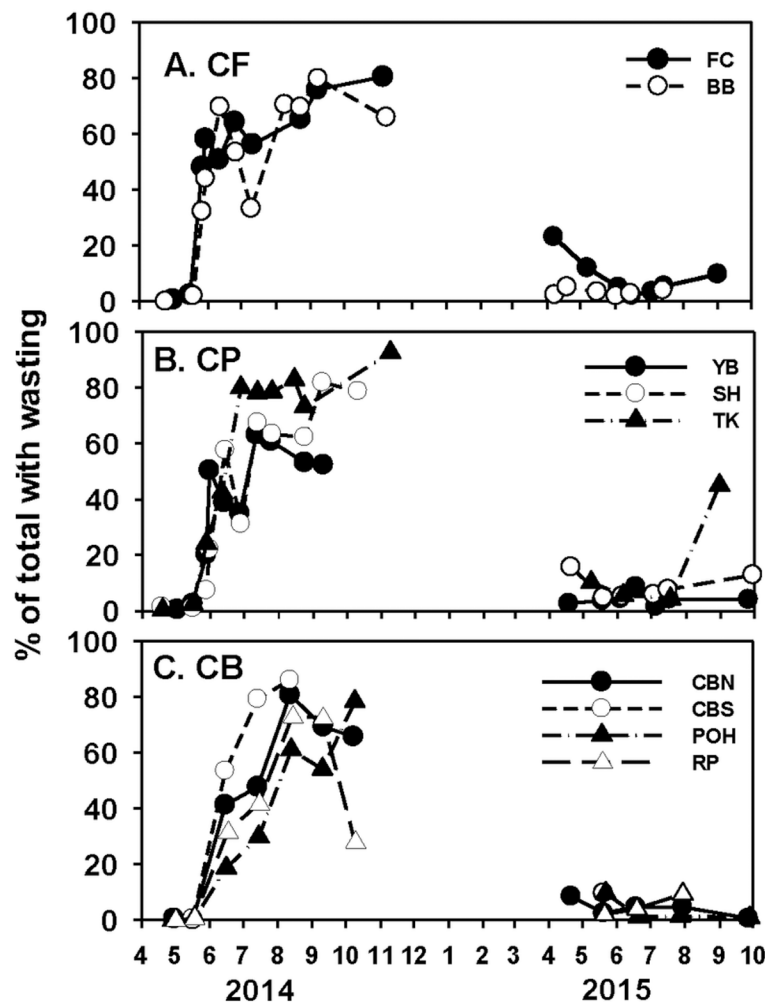 % of total with wasting
100
80
60
40
20
0
A. CF
FC
BB
100
80
60
40
20
0
B. CP
YB
SH
TK
100
80
60
40
20
0
C. CB
CBN
CBS
POH
RP
4 5 6 7 8 9 10 11 12 1 2 3 4 5 6 7 8 9 10
2014 2015